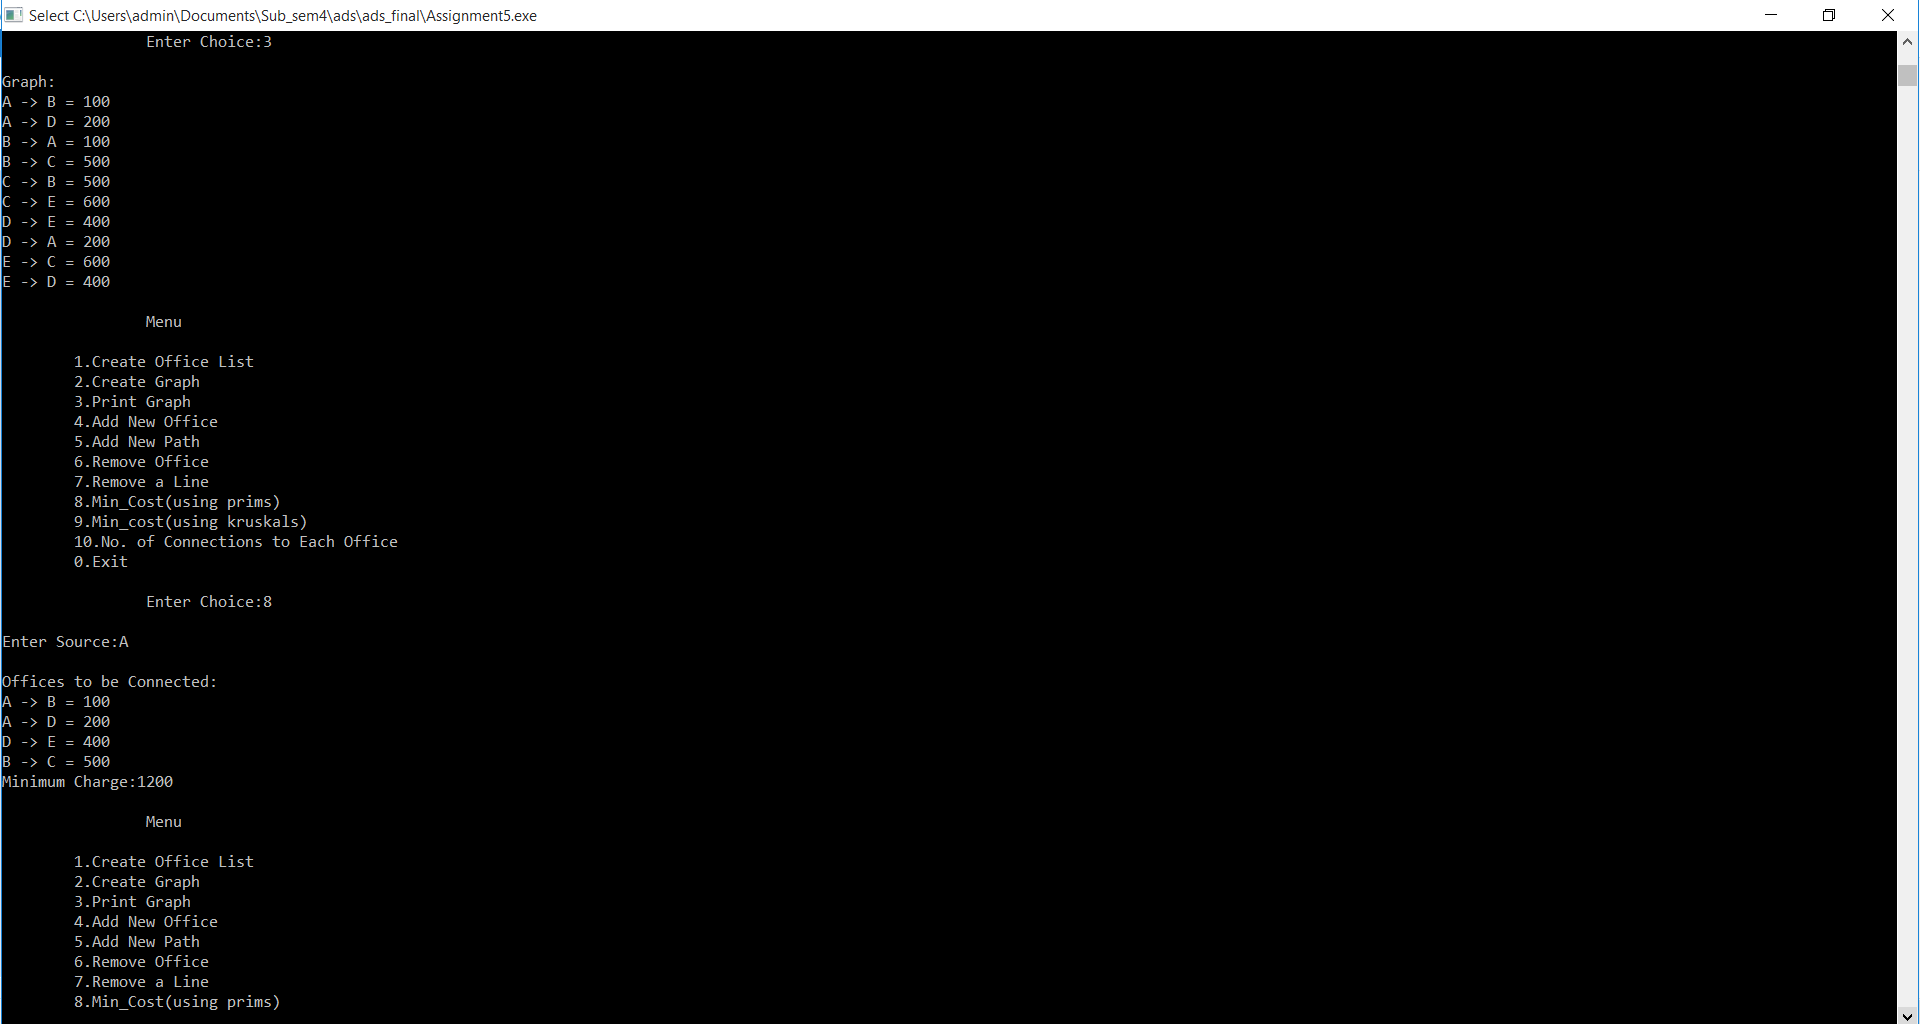 Select C:\Users\admin\Documents\Sub_sem4\ads\ads_final\Assignment5.exe
Enter Choice:3
Graph:
A -> B = 100
A -> D = 200
B -> A = 100
B -> C = 500
C -> B = 500
C -> E = 600
D -> E = 400
D -> A = 200
E -> C = 600
E -> D = 400
Menu
1.Create Office List
2.Create Graph
3.Print Graph
4.Add New Office
5.Add New Path
6.Remove Office
7.Remove a Line
8.Min_Cost(using prims)
9.Min_cost(using kruskals)
10.No. of Connections to Each Office
0.Exit
Enter Choice:8
Enter Source:A
Offices to be Connected:
A -> B = 100
A -> D = 200
D -> E = 400
B -> C = 500
Minimum Charge:1200
Menu
1.Create Office List
2.Create Graph
3.Print Graph
4.Add New Office
5.Add New Path
6.Remove Office
7.Remove a Line
8.Min_Cost(using prims)